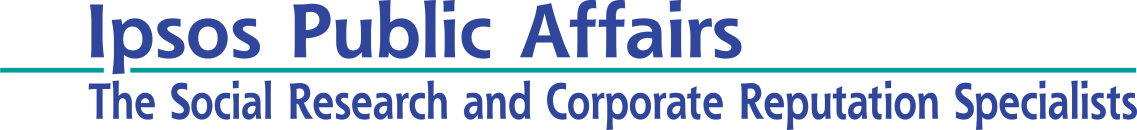 Ipsos Public Affairs
The Social Research and Corporate Reputation Specialists